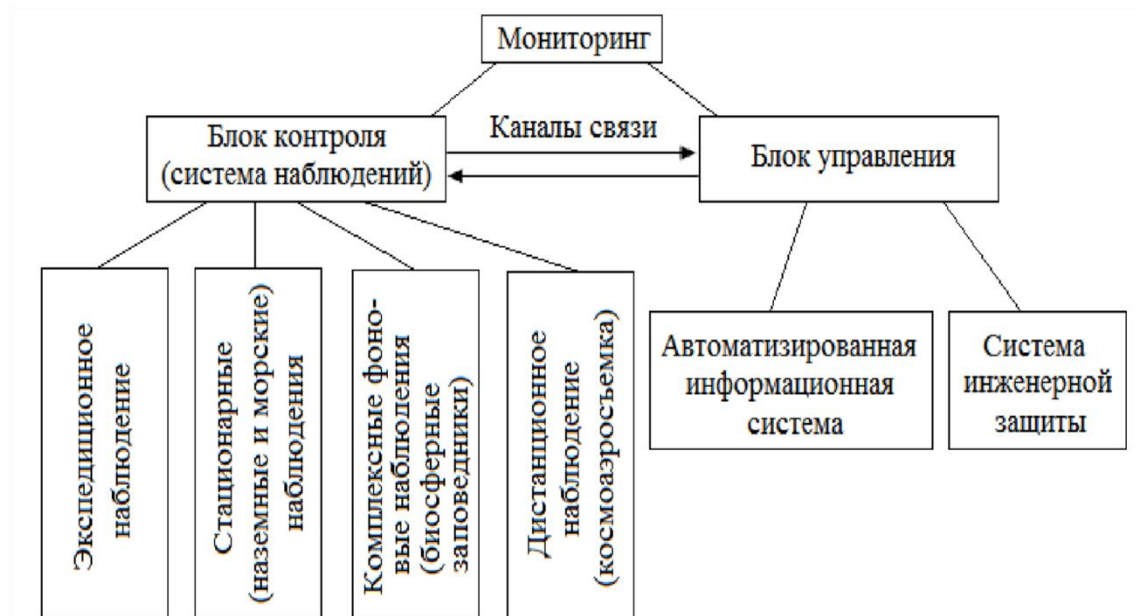 Мониторинг
Блок контроля
(система наблюдений)
Каналы связи
Блок управления
Экспедиционное
наблюдение
Стационарные
(наземные и морские)
наблюдения
Комплексные фоно-
вые наблюдения
(биосферные
заповедники)
Дистанционное
наблюдение
(космоаэросъемка)
Автоматизированная
информационная
система
Система
инженерной
защиты